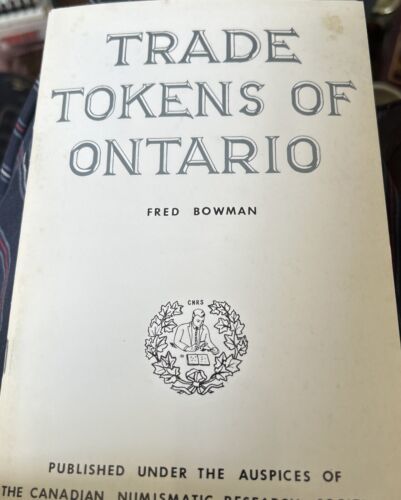 TRADE
TOKENS OF
ONTARIO
FRED BOWMAN
CNRS
PUBLISHED UNDER THE AUSPICES OF
THE CANADIAN NUMISMATIC RESEARCH